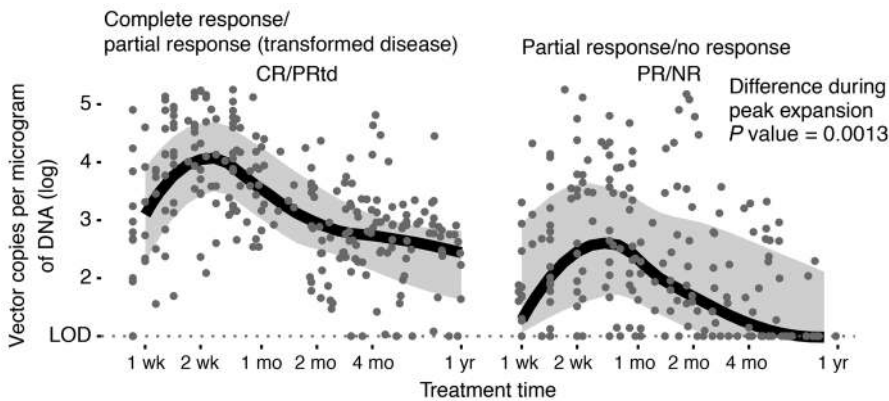 Complete response/
partial response (transformed disease)
CR/PRtd
Partial response/no response
PR/NR
Difference during
peak expansion
P value = 0.0013
Vector copies per microgram
of DNA (log)
5
4
3
2
LOD
1 wk 2 wk 1 mo 2 mo 4 mo 1 yr
1 wk 2 wk 1 mo 2 mo 4 mo 1 yr
Treatment time